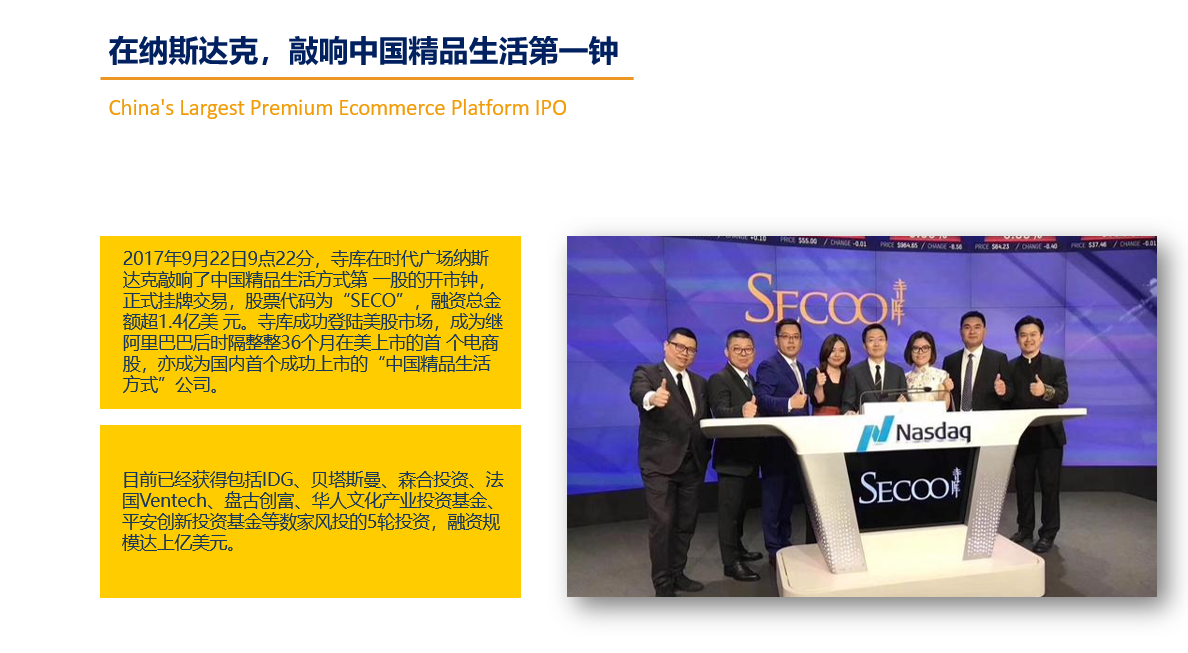 在纳斯达克，敲响中国精品生活第一钟
China's Largest Premium Ecommerce Platform IPO
2017年9月22日9点22分，寺库在时代广场纳斯
达克敲响了中国精品生活方式第 一股的开市钟，
正式挂牌交易，股票代码为“SECO”，融资总金
额超1.4亿美 元。寺库成功登陆美股市场，成为继
阿里巴巴后时隔整整36个月在美上市的首 个电商
股，亦成为国内首个成功上市的“中国精品生活
方式”公司。
目前已经获得包括IDG、贝塔斯曼、森合投资、法
国Ventech、盘古创富、华人文化产业投资基金、
平安创新投资基金等数家风投的5轮投资，融资规
模达上亿美元。
CHANGE +0.10 PRICE $55.00 / CHANGE -0.01 PRICE $964.65 / CHANGE -8.56 PRICE $64.23 / CHANGE -0.40 PRICE $37.46 / CHANGE -0.01
SECOO 寺库
Nasdaq
SECOO 寺库